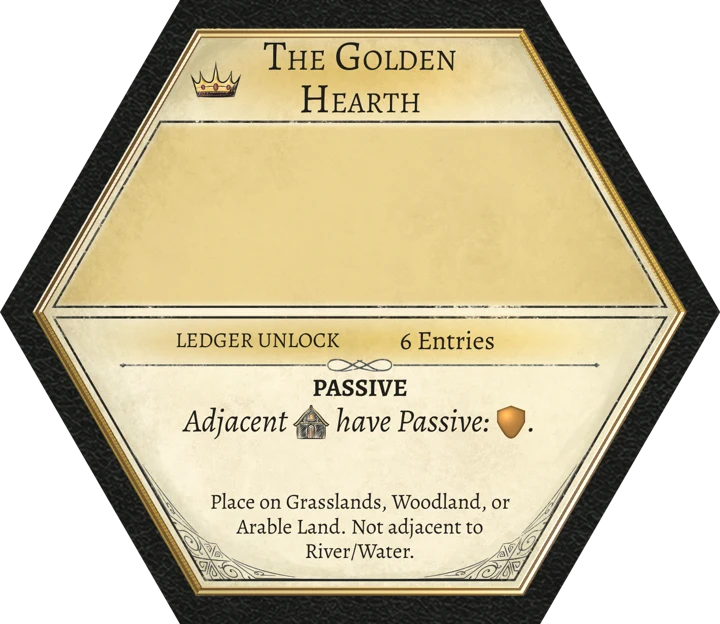 The Golden
Hearth
LEDGER UNLOCK 6 Entries
PASSIVE
Adjacent have Passive: .
Place on Grasslands, Woodland, or
Arable Land. Not adjacent to
River/Water.